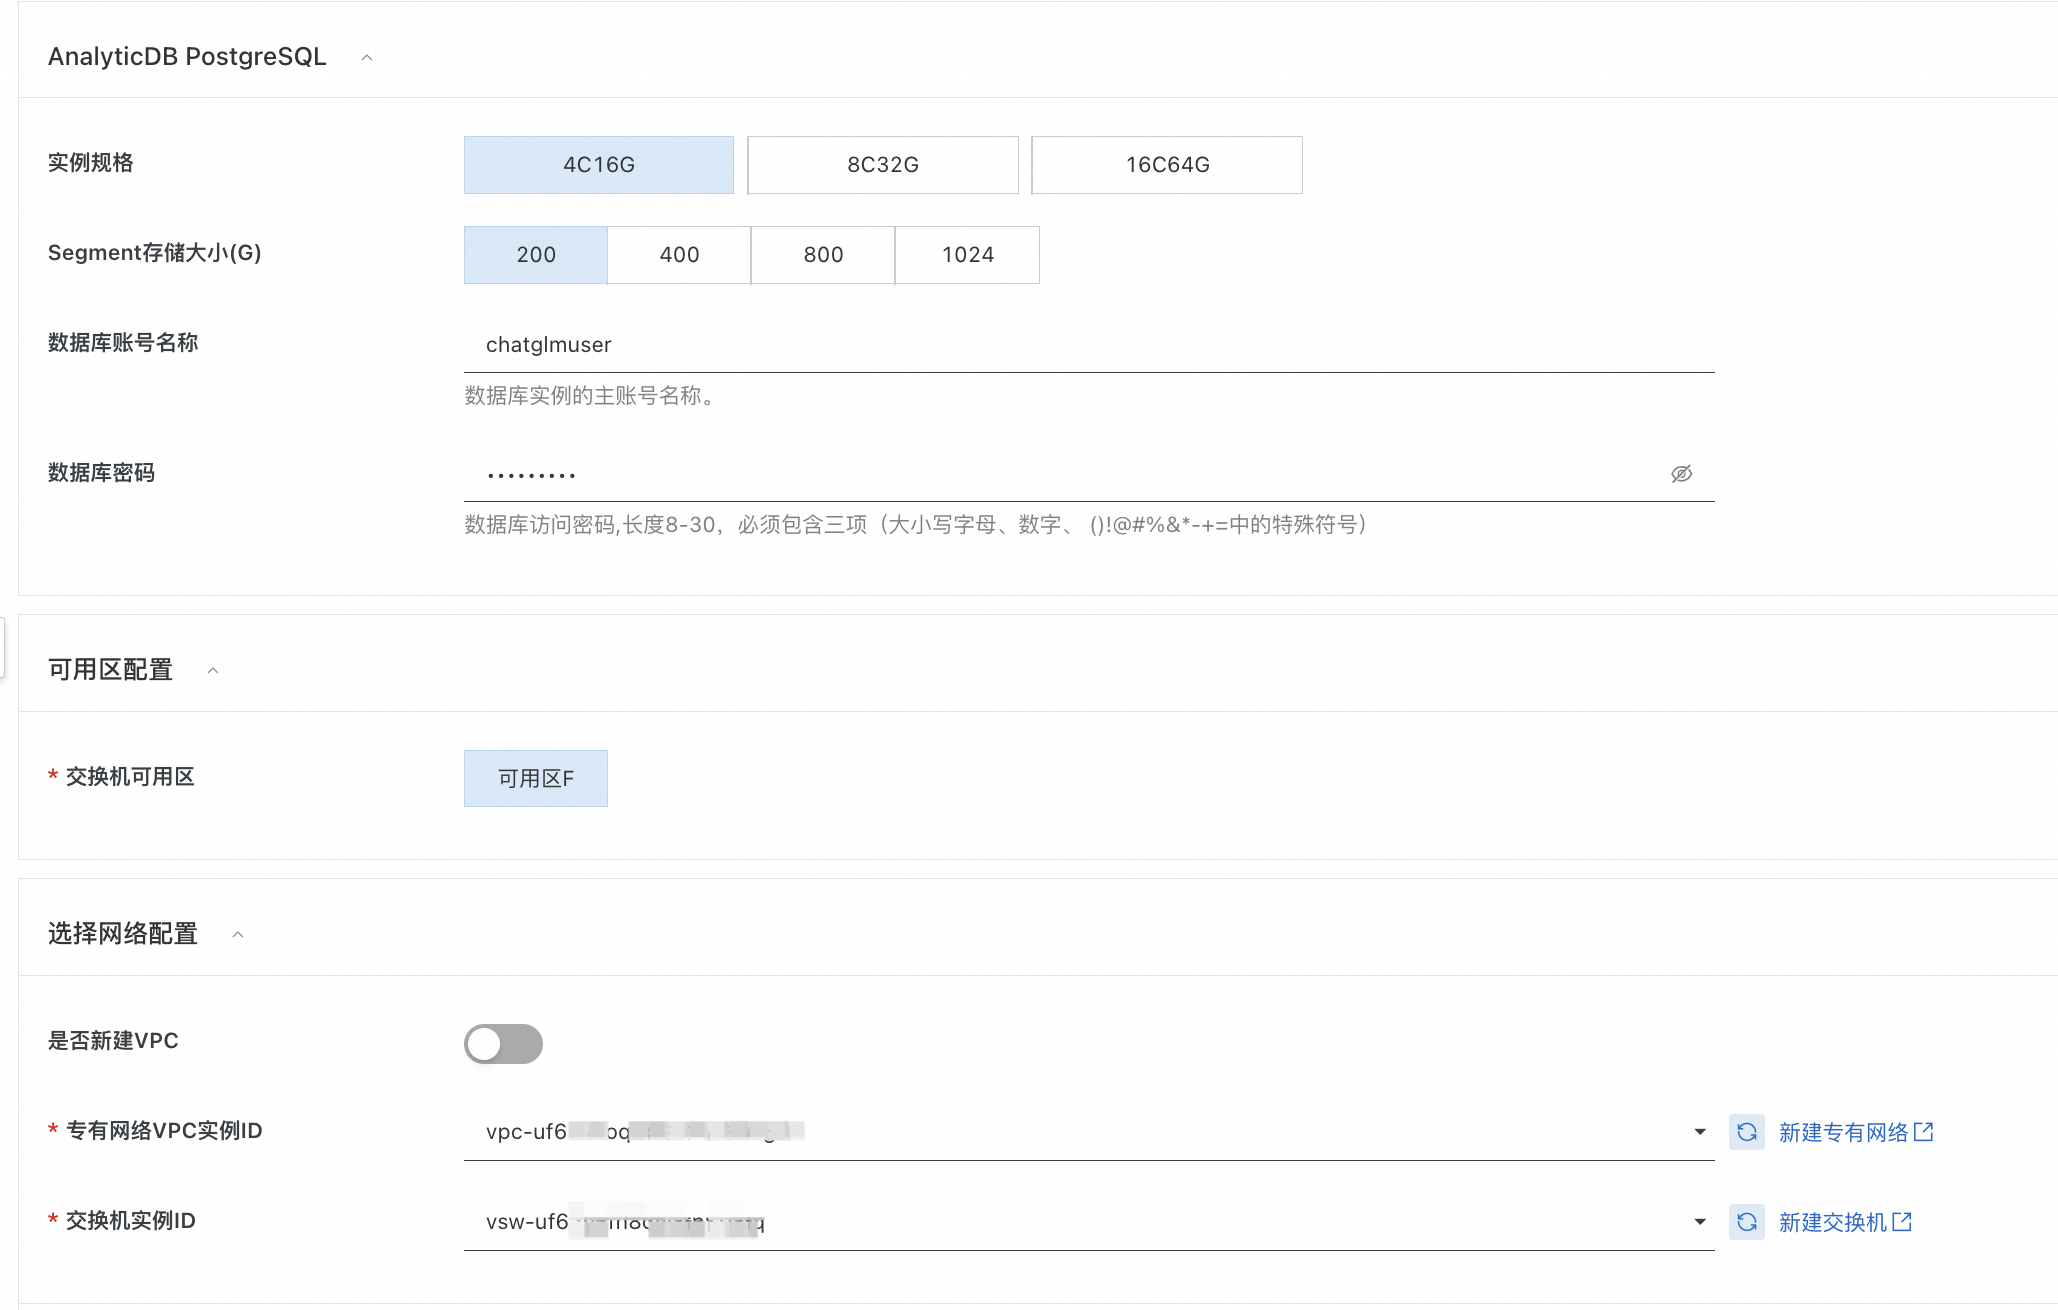 AnalyticDB PostgreSQL
实例规格
4C16G 8C32G 16C64G
Segment存储大小(G)
200 400 800 1024
数据库账号名称
chatglmuser
数据库实例的主账号名称。
数据库密码
•••••••••
数据库访问密码,长度8-30，必须包含三项（大小写字母、数字、 ()!@#%&*-+=中的特殊符号）
可用区配置
* 交换机可用区
可用区F
选择网络配置
是否新建VPC
* 专有网络VPC实例ID
vpc-uf6
新建专有网络
* 交换机实例ID
vsw-uf6
新建交换机